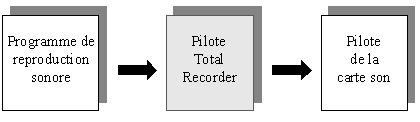 Programme de
reproduction
sonore
Pilote
Total
Recorder
Pilote
de la
carte son